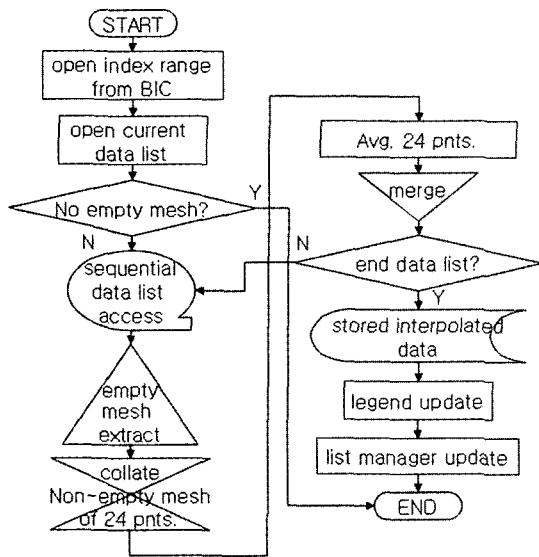 START
open index range
from BIC
open current
data list
No empty mesh?
Y
N
sequential
data list
access
empty
mesh
extract
collate
Non-empty mesh
of 24 pnts.
Avg. 24 pnts.
merge
N
end data list?
Y
stored interpolated
data
legend update
list manager update
END